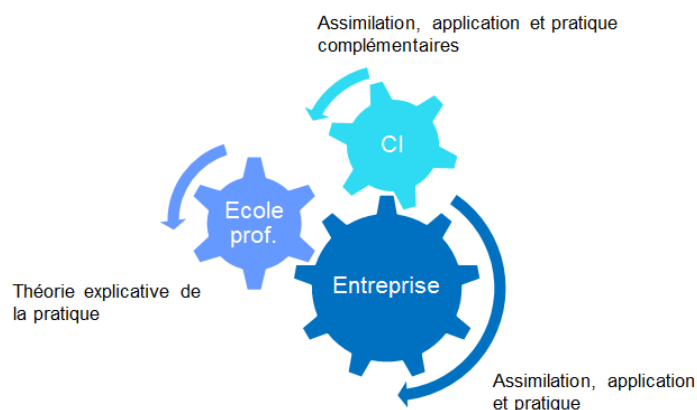 Assimilation, application et pratique
complémentaires
CI
Ecole
prof.
Entreprise
Théorie explicative de
la pratique
Assimilation, application
et pratique